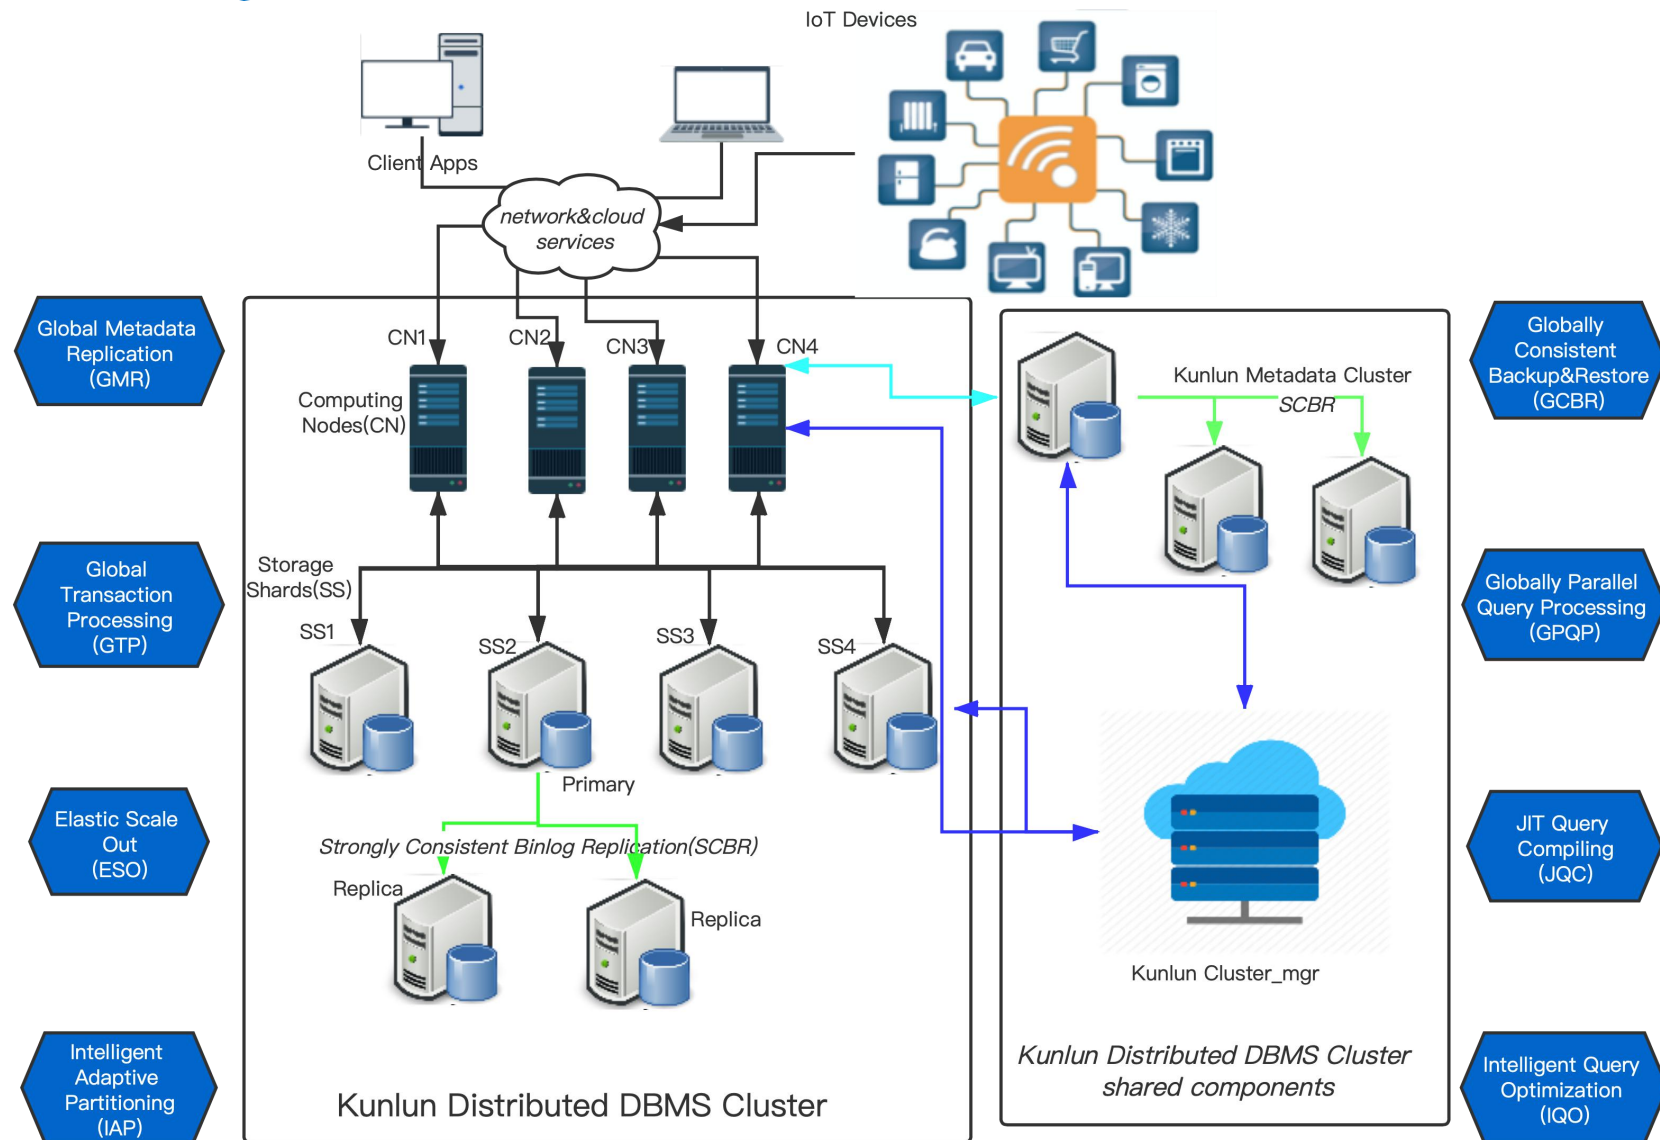 IoT Devices
Client Apps
network&cloud
services
Global Metadata
Replication
(GMR)
Global
Transaction
Processing
(GTP)
Elastic Scale
Out
(ESO)
Intelligent
Adaptive
Partitioning
(IAP)
CN1
CN2
CN3
CN4
Computing
Nodes(CN)
Storage
Shards(SS)
SS1
SS2
SS3
SS4
Primary
Strongly Consistent Binlog Replication(SCBR)
Replica
Replica
Kunlun Distributed DBMS Cluster
Kunlun Metadata Cluster
SCBR
Kunlun Cluster_mgr
Kunlun Distributed DBMS Cluster
shared components
Globally
Consistent
Backup&Restore
(GCBR)
Globally Parallel
Query Processing
(GPQP)
JIT Query
Compiling
(JQC)
Intelligent Query
Optimization
(IQO)